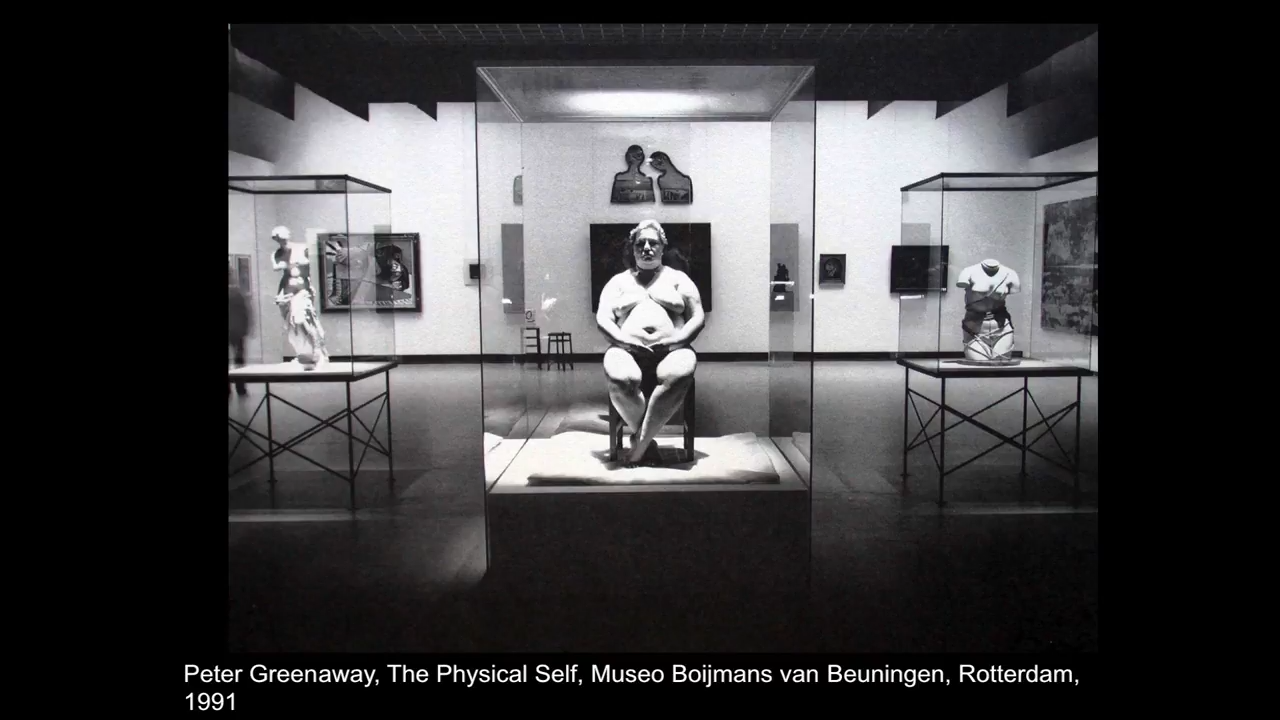 Peter Greenaway, The Physical Self, Museo Boijmans van Beuningen, Rotterdam,
1991